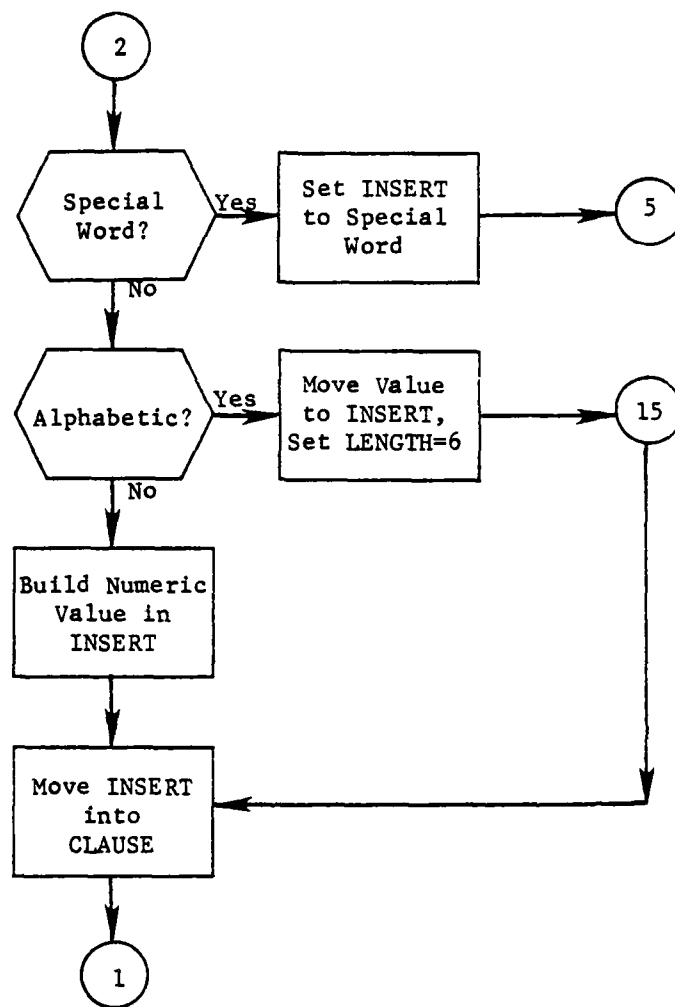 2
Special
Word?
Yes
Set INSERT
to Special
Word
5
No
Alphabetic?
Yes
Move Value
to INSERT,
Set LENGTH=6
15
No
Build Numeric
Value in
INSERT
Move INSERT
into
CLAUSE
1